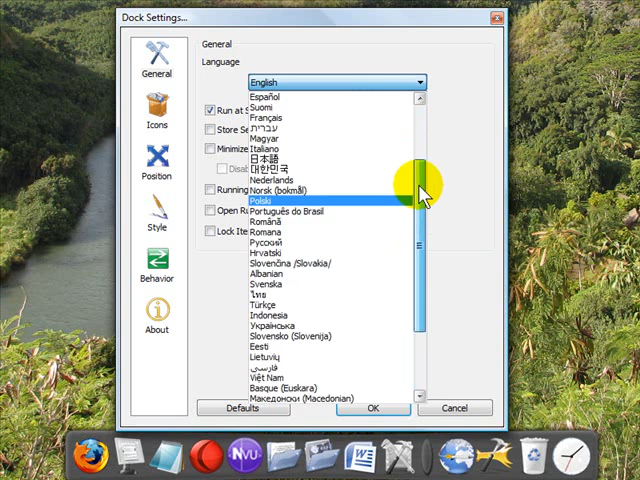 Dock Settings...
General
Icons
Position
Style
Behavior
About
General
Language
English
Run at S
Store Se
Minimize
Disab
Running
Open Ru
Lock Ite
Español
Suomi
Français
עברית
Magyar
Italiano
日本語
대한민국
Nederlands
Norsk (bokmål)
Polski
Português do Brasil
Română
Romana
Русский
Hrvatski
Slovenčina /Slovakia/
Albanian
Svenska
ไทย
Türkçe
Indonesia
Українська
Slovensko (Slovenija)
Eesti
Lietuvių
فارسي
Việt Nam
Basque (Euskara)
Македонски (Macedonian)
Defaults
OK
Cancel
NVU
W